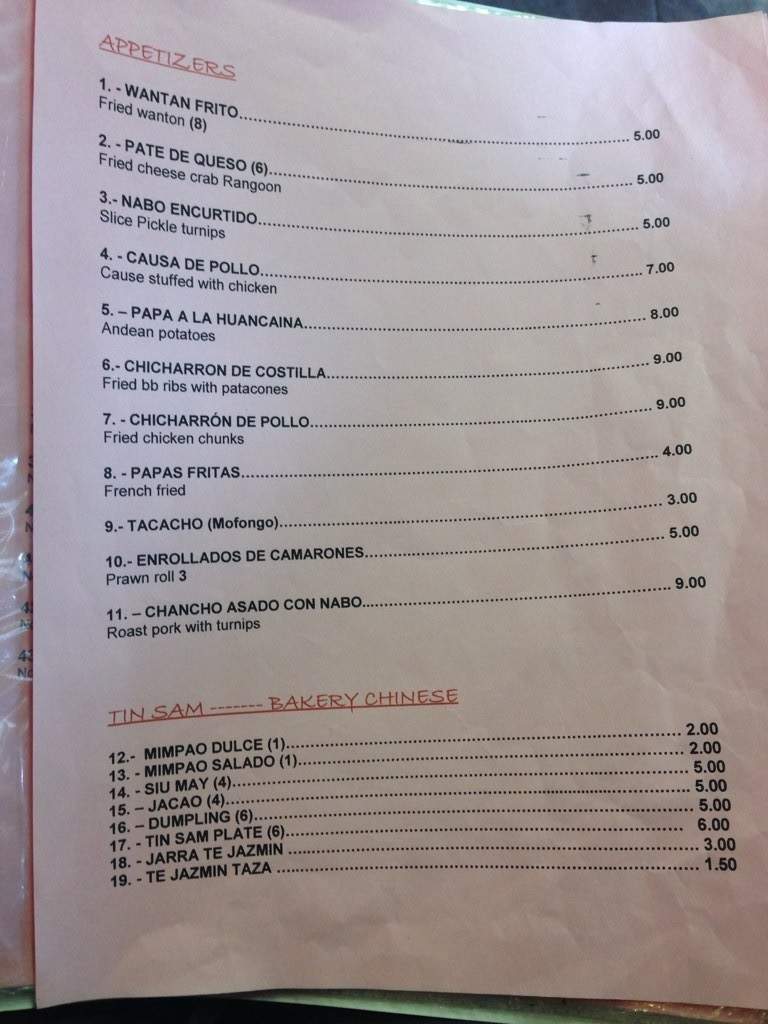 APPETIZERS
1. - WANTAN FRITO 5.00
Fried wanton (8)
2. - PATE DE QUESO (6) 5.00
Fried cheese crab Rangoon
3.- NABO ENCURTIDO 5.00
Slice Pickle turnips
4. - CAUSA DE POLLO 7.00
Cause stuffed with chicken
5. – PAPA A LA HUANCAINA 8.00
Andean potatoes
6.- CHICHARRON DE COSTILLA 9.00
Fried bb ribs with patacones
7. - CHICHARRÓN DE POLLO 9.00
Fried chicken chunks
8. - PAPAS FRITAS 4.00
French fried
9.- TACACHO (Mofongo) 3.00
10.- ENROLLADOS DE CAMARONES 5.00
Prawn roll 3
11. – CHANCHO ASADO CON NABO 9.00
Roast pork with turnips
TIN SAM ------- BAKERY CHINESE
12.- MIMPAO DULCE (1) 2.00
13. - MIMPAO SALADO (1) 2.00
14. - SIU MAY (4) 5.00
15. – JACAO (4) 5.00
16. – DUMPLING (6) 5.00
17. - TIN SAM PLATE (6) 6.00
18. - JARRA TE JAZMIN 3.00
19. - TE JAZMIN TAZA 1.50